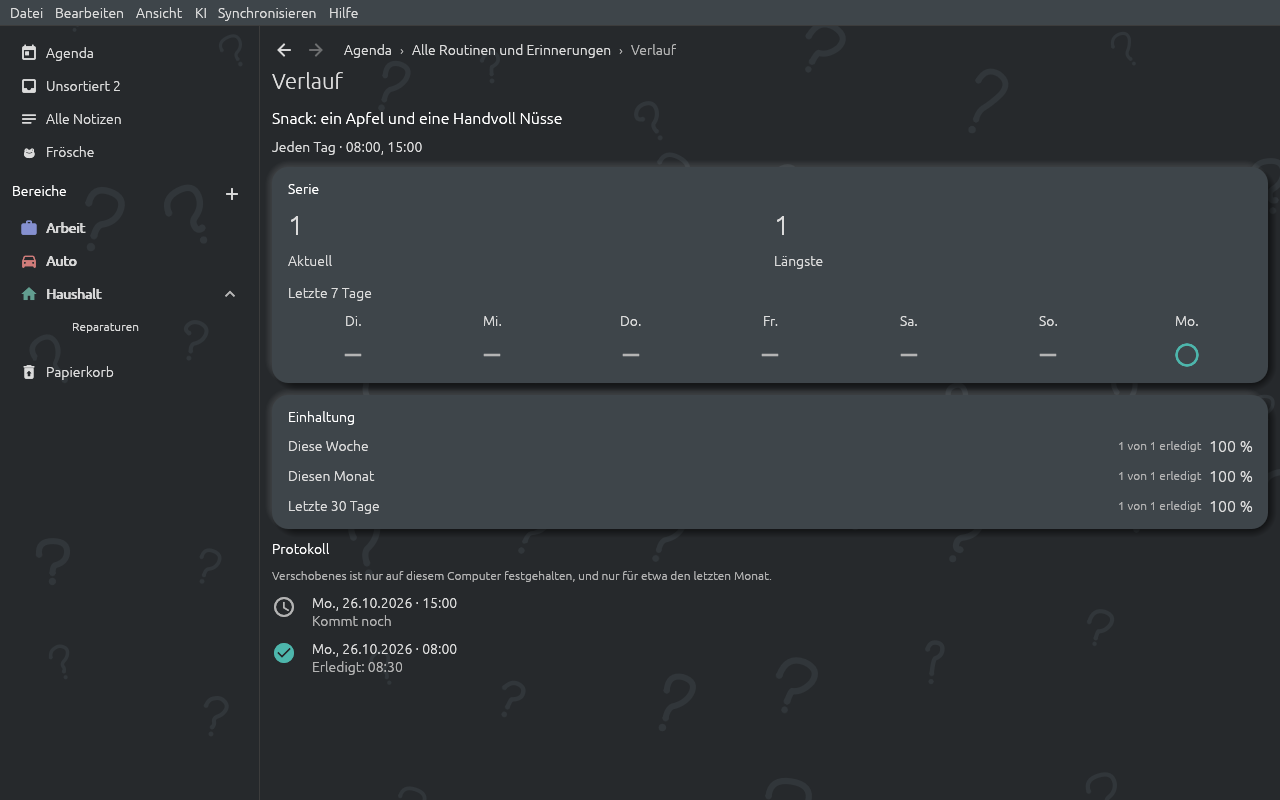 Datei Bearbeiten Ansicht KI Synchronisieren Hilfe
Agenda
Unsortiert 2
Alle Notizen
Frösche
Bereiche
Arbeit
Auto
Haushalt
Reparaturen
Papierkorb
Agenda › Alle Routinen und Erinnerungen › Verlauf
Verlauf
Snack: ein Apfel und eine Handvoll Nüsse
Jeden Tag · 08:00, 15:00
Serie
1 1
Aktuell Längste
Letzte 7 Tage
Di. Mi. Do. Fr. Sa. So. Mo.
Einhaltung
Diese Woche 1 von 1 erledigt 100 %
Diesen Monat 1 von 1 erledigt 100 %
Letzte 30 Tage 1 von 1 erledigt 100 %
Protokoll
Verschobenes ist nur auf diesem Computer festgehalten, und nur für etwa den letzten Monat.
Mo., 26.10.2026 · 15:00
Kommt noch
Mo., 26.10.2026 · 08:00
Erledigt: 08:30